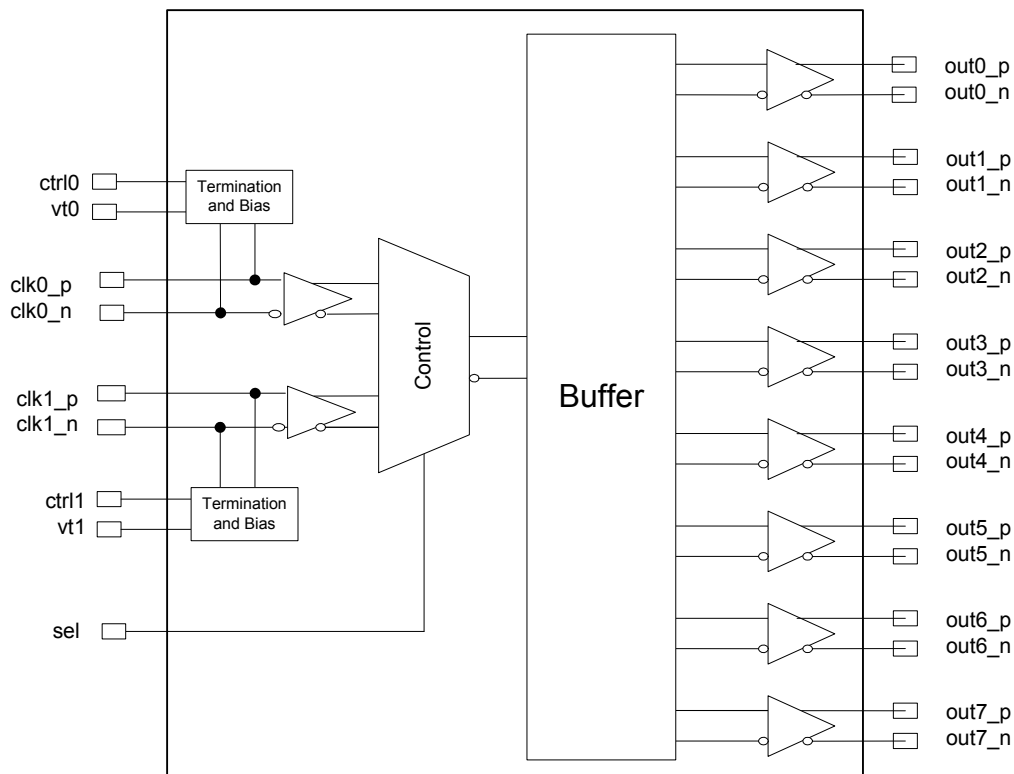 ctrl0
vt0
Termination
and Bias
clk0_p
clk0_n
clk1_p
clk1_n
ctrl1
vt1
Termination
and Bias
sel
Control
Buffer
out0_p
out0_n
out1_p
out1_n
out2_p
out2_n
out3_p
out3_n
out4_p
out4_n
out5_p
out5_n
out6_p
out6_n
out7_p
out7_n